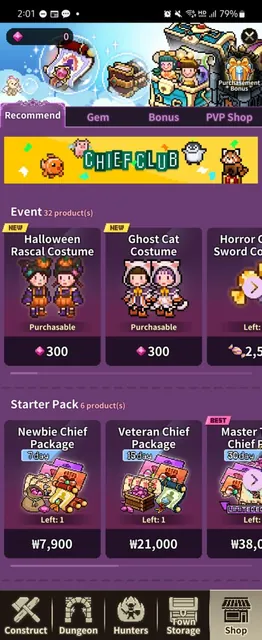 2:01
79%
0
Purchasement
Bonus
Recommend
Gem
Bonus
PVP Shop
CHIEF CLUB
Event 32 product(s)
NEW
Halloween
Rascal Costume
Purchasable
300
NEW
Ghost Cat
Costume
Purchasable
300
Horror
Sword Co
Left:
2,5
Starter Pack 6 product(s)
Newbie Chief
Package
7day
Left: 1
₩7,900
Veteran Chief
Package
Left: 1
₩21,000
BEST
Master
Chief
₩38,0
Construct
Dungeon
Hunters
Town
Storage
Shop